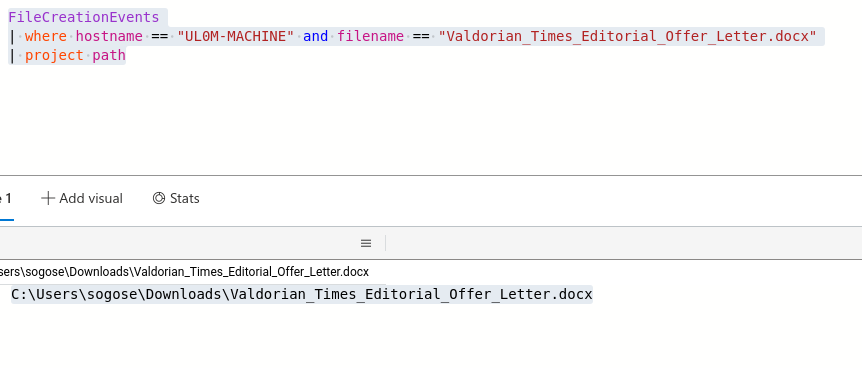 FileCreationEvents
| where hostname == "UL0M-MACHINE" and filename == "Valdorian_Times_Editorial_Offer_Letter.docx"
| project path
1
Add visual
Stats
sers\sogose\Downloads\Valdorian_Times_Editorial_Offer_Letter.docx
C:\Users\sogose\Downloads\Valdorian_Times_Editorial_Offer_Letter.docx